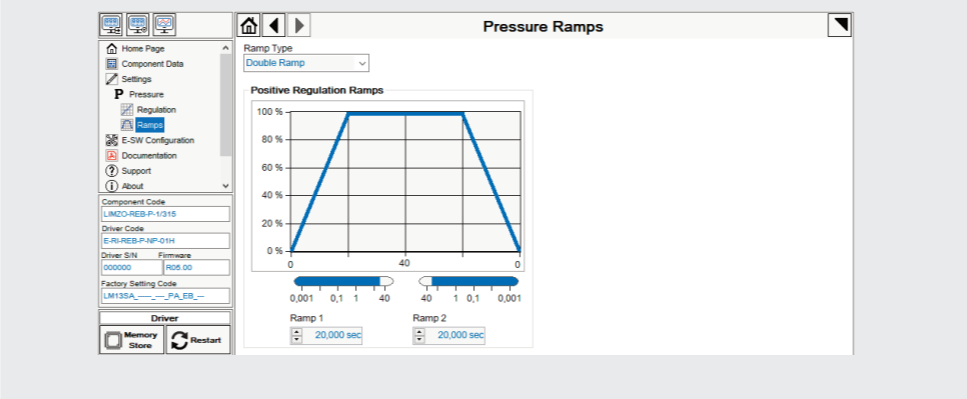 Pressure Ramps
Home Page
Component Data
Settings
P Pressure
Regulation
Ramps
E-SW Configuration
Documentation
? Support
i About
Component Code
LIMZO-REB-P-1/315
Driver Code
E-RI-REB-P-NP-01H
Driver S/N Firmware
000000 R05.00
Factory Setting Code
Driver
Memory Store
Restart
Ramp Type
Double Ramp
Positive Regulation Ramps
100 %
80 %
60 %
40 %
20 %
0 %
0 40 0
0,001 0,1 1 40
40 1 0,1 0,001
Ramp 1 Ramp 2
20,000 sec 20,000 sec